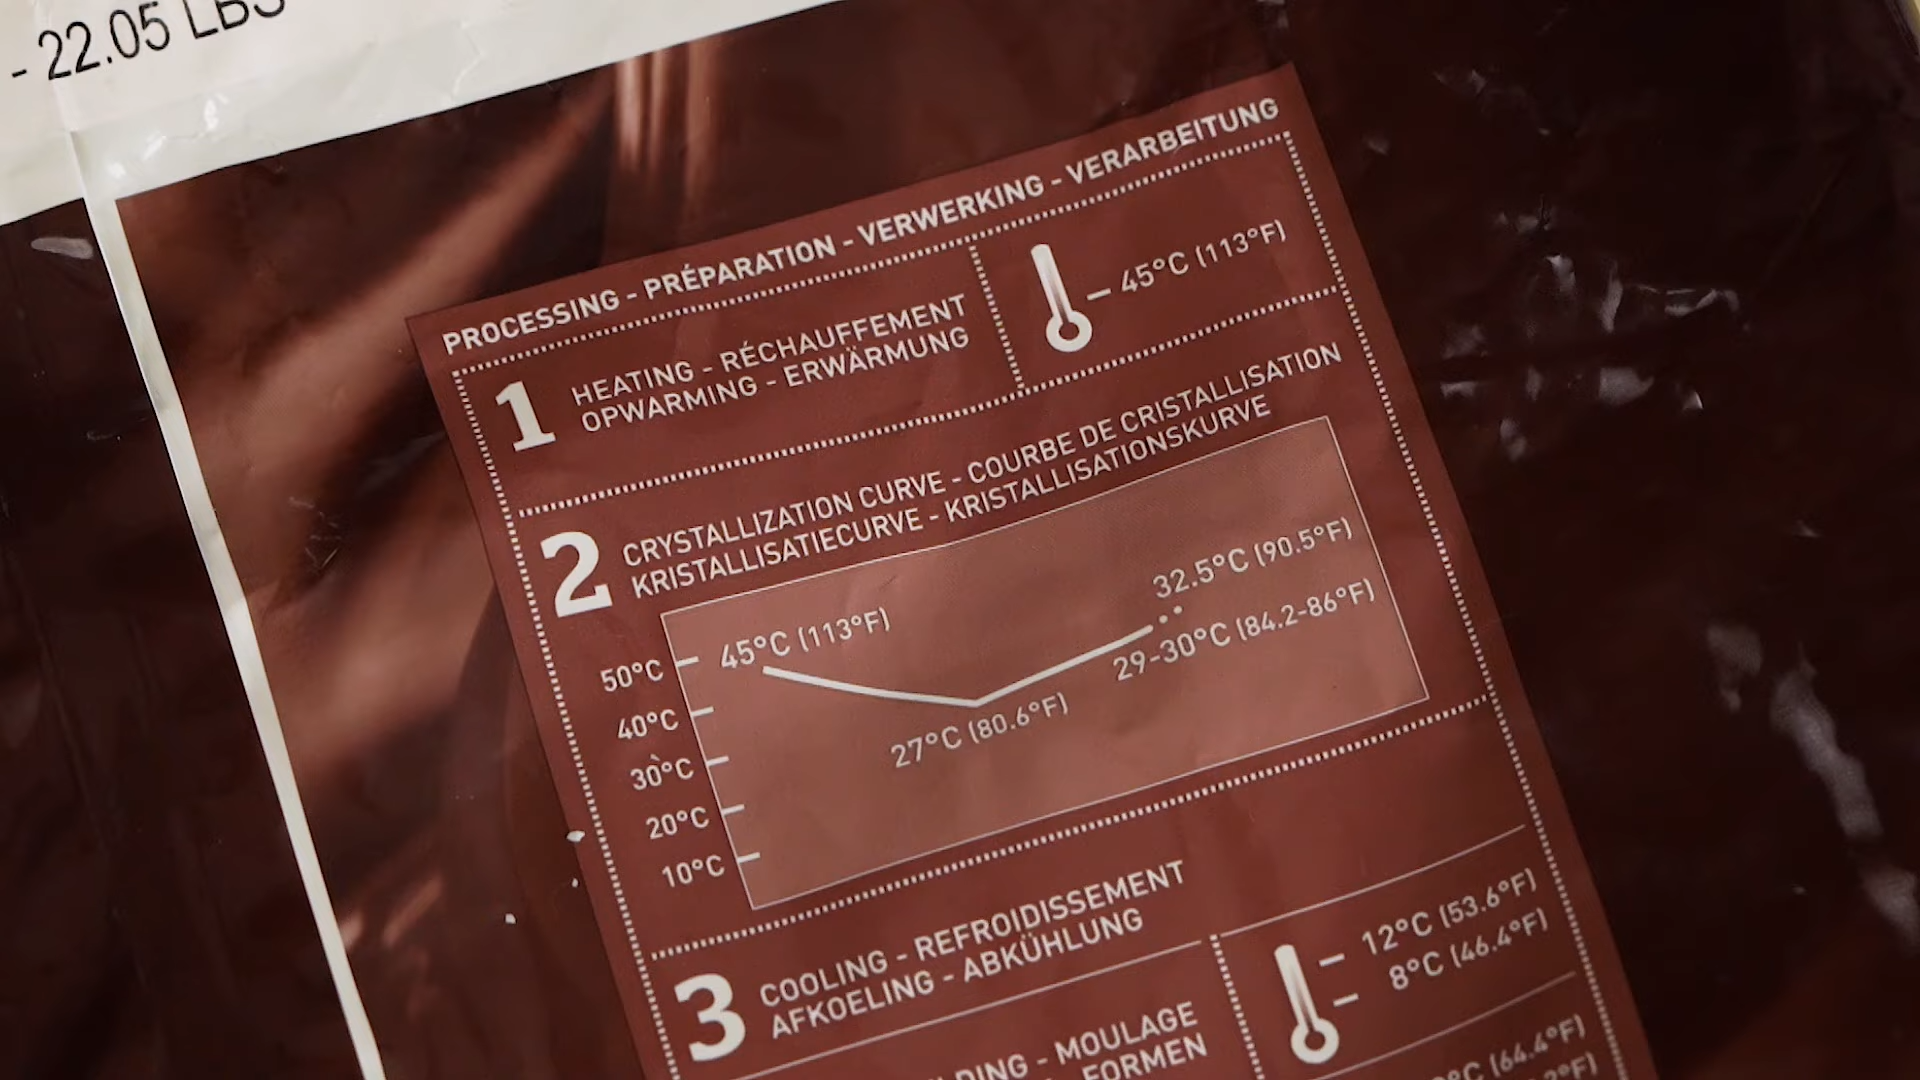 - 22.05 LBS
PROCESSING - PRÉPARATION - VERWERKING - VERARBEITUNG
1
HEATING - RÉCHAUFFEMENT
OPWARMING - ERWÄRMUNG
45°C (113°F)
2
CRYSTALLIZATION CURVE - COURBE DE CRISTALLISATION
KRISTALLISATIECURVE - KRISTALLISATIONSKURVE
50°C
40°C
30°C
20°C
10°C
45°C (113°F)
27°C (80.6°F)
32.5°C (90.5°F)
29-30°C (84.2-86°F)
3
COOLING - REFROIDISSEMENT
AFKOELING - ABKÜHLUNG
12°C (53.6°F)
8°C (46.4°F)
- MOULAGE
FORMEN
(64.4°F)